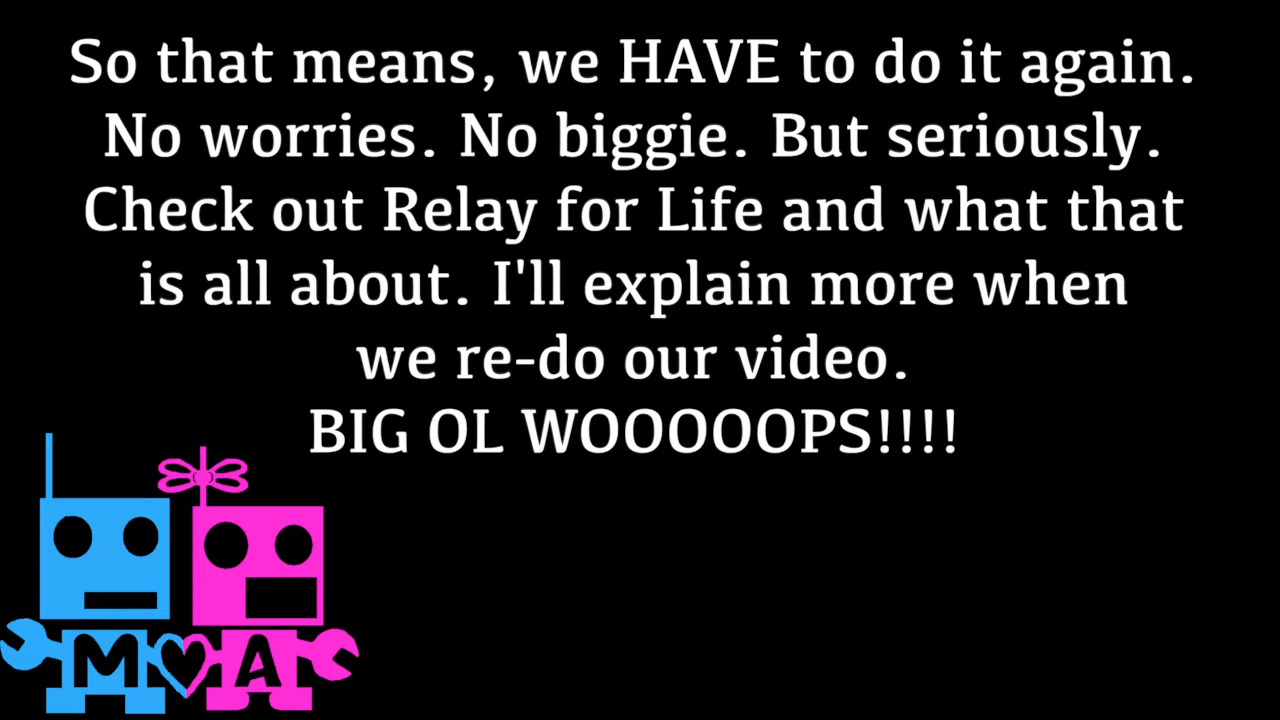 So that means, we HAVE to do it again.
No worries. No biggie. But seriously.
Check out Relay for Life and what that
is all about. I'll explain more when
we re-do our video.
BIG OL WOOOOOPS!!!!
M A